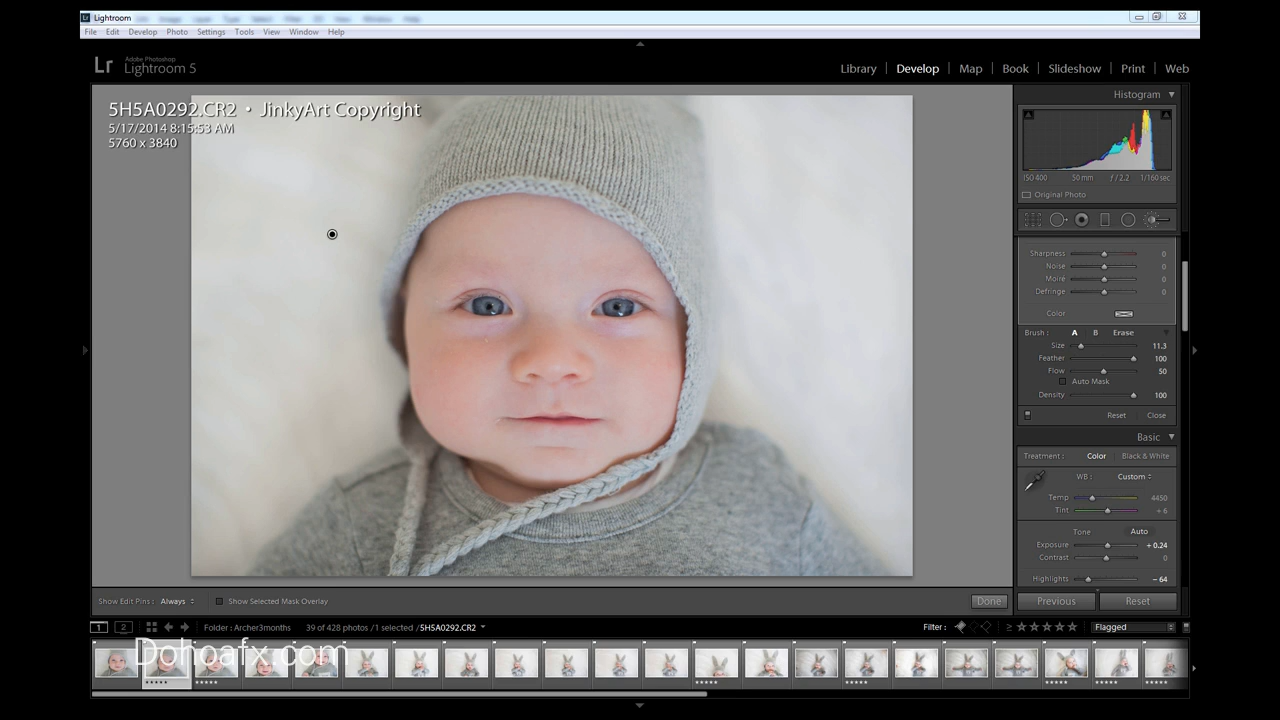 Lightroom
File Edit Develop Photo Settings Tools View Window Help
Lr
Adobe Photoshop
Lightroom 5
Library | Develop | Map | Book | Slideshow | Print | Web
5H5A0292.CR2 • JinkyArt Copyright
5/17/2014 8:15:53 AM
5760 x 3840
Histogram
ISO 400 50 mm ƒ / 2.2 1/160 sec
Original Photo
Sharpness 0
Noise 0
Moiré 0
Defringe 0
Color
Brush : A B Erase
Size 11.3
Feather 100
Flow 50
Auto Mask
Density 100
Reset Close
Basic
Treatment : Color Black & White
WB : Custom
Temp 4450
Tint + 6
Tone Auto
Exposure + 0.24
Contrast 0
Highlights − 64
Show Edit Pins : Always Show Selected Mask Overlay Done
Previous Reset
1 2 Folder : Archer3months 39 of 428 photos /1 selected /5H5A0292.CR2 Filter : Flagged
Dohoafx.com